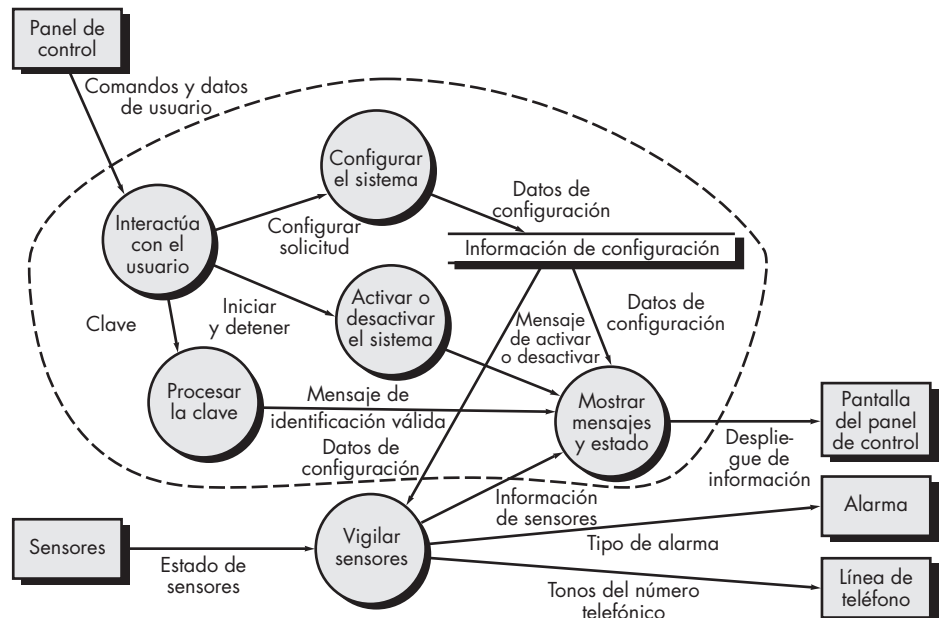 Panel de
control
Comandos y datos
de usuario
Configurar
el sistema
Datos de
configuración
Interactúa
con el
usuario
Configurar
solicitud
Información de configuración
Iniciar
y detener
Activar o
desactivar
el sistema
Clave
Mensaje
de activar
o desactivar
Datos de
configuración
Procesar
la clave
Mensaje de
identificación válida
Mostrar
mensajes
y estado
Pantalla
del panel
de control
Desplie-
gue de
información
Datos de
configuración
Información
de sensores
Alarma
Sensores
Estado de
sensores
Vigilar
sensores
Tipo de alarma
Tonos del número
telefónico
Línea de
teléfono